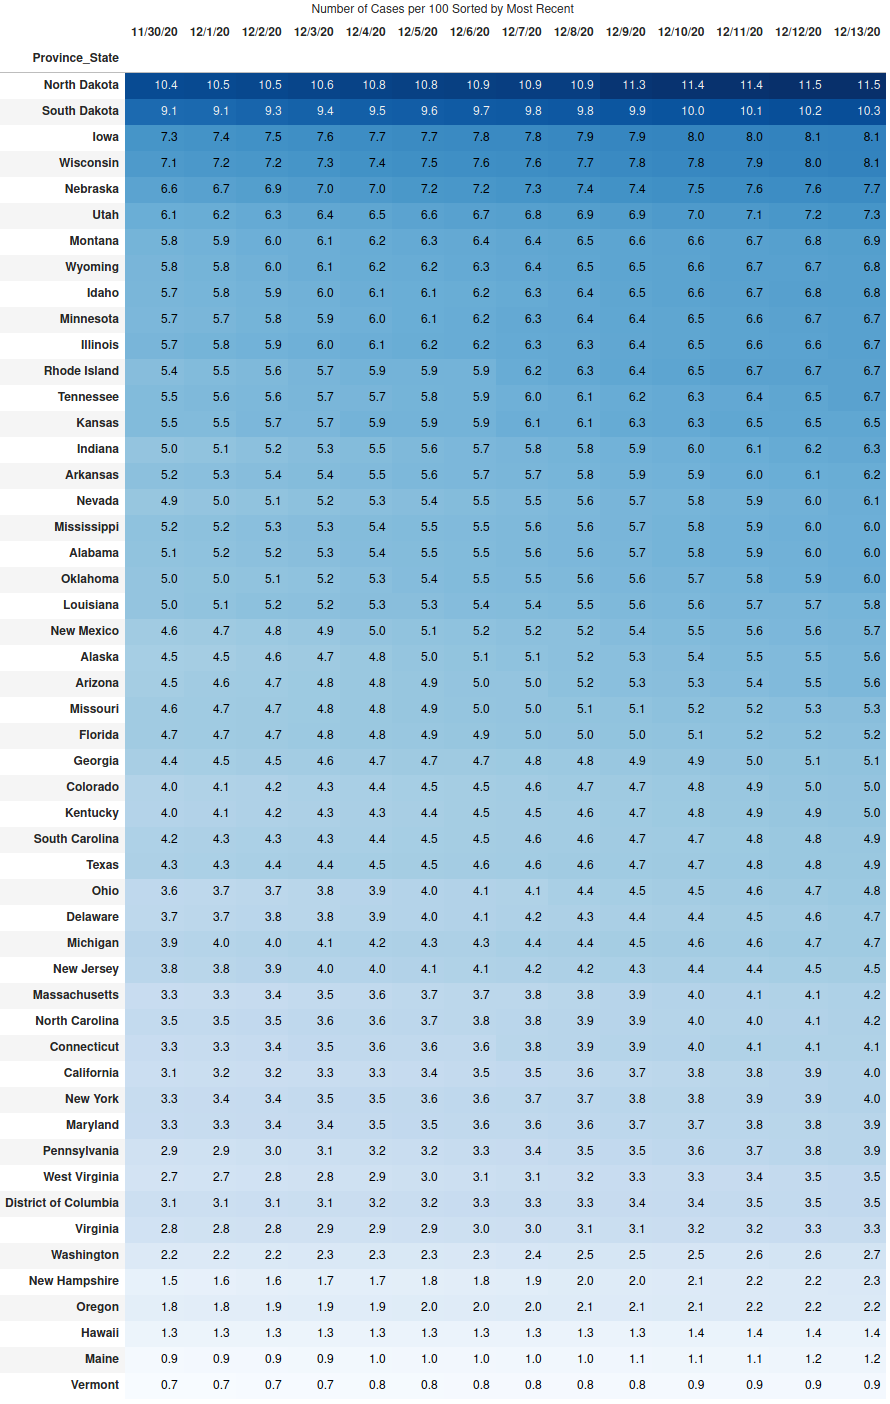 Number of Cases per 100 Sorted by Most Recent
11/30/20 12/1/20 12/2/20 12/3/20 12/4/20 12/5/20 12/6/20 12/7/20 12/8/20 12/9/20 12/10/20 12/11/20 12/12/20 12/13/20
Province_State
North Dakota 10.4 10.5 10.5 10.6 10.8 10.8 10.9 10.9 10.9 11.3 11.4 11.4 11.5 11.5
South Dakota 9.1 9.1 9.3 9.4 9.5 9.6 9.7 9.8 9.8 9.9 10.0 10.1 10.2 10.3
Iowa 7.3 7.4 7.5 7.6 7.7 7.7 7.8 7.8 7.9 7.9 8.0 8.0 8.1 8.1
Wisconsin 7.1 7.2 7.2 7.3 7.4 7.5 7.6 7.6 7.7 7.8 7.8 7.9 8.0 8.1
Nebraska 6.6 6.7 6.9 7.0 7.0 7.2 7.2 7.3 7.4 7.4 7.5 7.6 7.6 7.7
Utah 6.1 6.2 6.3 6.4 6.5 6.6 6.7 6.8 6.9 6.9 7.0 7.1 7.2 7.3
Montana 5.8 5.9 6.0 6.1 6.2 6.3 6.4 6.4 6.5 6.6 6.6 6.7 6.8 6.9
Wyoming 5.8 5.8 6.0 6.1 6.2 6.2 6.3 6.4 6.5 6.5 6.6 6.7 6.7 6.8
Idaho 5.7 5.8 5.9 6.0 6.1 6.1 6.2 6.3 6.4 6.5 6.6 6.7 6.8 6.8
Minnesota 5.7 5.7 5.8 5.9 6.0 6.1 6.2 6.3 6.4 6.4 6.5 6.6 6.7 6.7
Illinois 5.7 5.8 5.9 6.0 6.1 6.2 6.2 6.3 6.3 6.4 6.5 6.6 6.6 6.7
Rhode Island 5.4 5.5 5.6 5.7 5.9 5.9 5.9 6.2 6.3 6.4 6.5 6.7 6.7 6.7
Tennessee 5.5 5.6 5.6 5.7 5.7 5.8 5.9 6.0 6.1 6.2 6.3 6.4 6.5 6.7
Kansas 5.5 5.5 5.7 5.7 5.9 5.9 5.9 6.1 6.1 6.3 6.3 6.5 6.5 6.5
Indiana 5.0 5.1 5.2 5.3 5.5 5.6 5.7 5.8 5.8 5.9 6.0 6.1 6.2 6.3
Arkansas 5.2 5.3 5.4 5.4 5.5 5.6 5.7 5.7 5.8 5.9 5.9 6.0 6.1 6.2
Nevada 4.9 5.0 5.1 5.2 5.3 5.4 5.5 5.5 5.6 5.7 5.8 5.9 6.0 6.1
Mississippi 5.2 5.2 5.3 5.3 5.4 5.5 5.5 5.6 5.6 5.7 5.8 5.9 6.0 6.0
Alabama 5.1 5.2 5.2 5.3 5.4 5.5 5.5 5.6 5.6 5.7 5.8 5.9 6.0 6.0
Oklahoma 5.0 5.0 5.1 5.2 5.3 5.4 5.5 5.5 5.6 5.6 5.7 5.8 5.9 6.0
Louisiana 5.0 5.1 5.2 5.2 5.3 5.3 5.4 5.4 5.5 5.6 5.6 5.7 5.7 5.8
New Mexico 4.6 4.7 4.8 4.9 5.0 5.1 5.2 5.2 5.2 5.4 5.5 5.6 5.6 5.7
Alaska 4.5 4.5 4.6 4.7 4.8 5.0 5.1 5.1 5.2 5.3 5.4 5.5 5.5 5.6
Arizona 4.5 4.6 4.7 4.8 4.8 4.9 5.0 5.0 5.2 5.3 5.3 5.4 5.5 5.6
Missouri 4.6 4.7 4.7 4.8 4.8 4.9 5.0 5.0 5.1 5.1 5.2 5.2 5.3 5.3
Florida 4.7 4.7 4.7 4.8 4.8 4.9 4.9 5.0 5.0 5.0 5.1 5.2 5.2 5.2
Georgia 4.4 4.5 4.5 4.6 4.7 4.7 4.7 4.8 4.8 4.9 4.9 5.0 5.1 5.1
Colorado 4.0 4.1 4.2 4.3 4.4 4.5 4.5 4.6 4.7 4.7 4.8 4.9 5.0 5.0
Kentucky 4.0 4.1 4.2 4.3 4.3 4.4 4.5 4.5 4.6 4.7 4.8 4.9 4.9 5.0
South Carolina 4.2 4.3 4.3 4.3 4.4 4.5 4.5 4.6 4.6 4.7 4.7 4.8 4.8 4.9
Texas 4.3 4.3 4.4 4.4 4.5 4.5 4.6 4.6 4.6 4.7 4.7 4.8 4.8 4.9
Ohio 3.6 3.7 3.7 3.8 3.9 4.0 4.1 4.1 4.4 4.5 4.5 4.6 4.7 4.8
Delaware 3.7 3.7 3.8 3.8 3.9 4.0 4.1 4.2 4.3 4.4 4.4 4.5 4.6 4.7
Michigan 3.9 4.0 4.0 4.1 4.2 4.3 4.3 4.4 4.4 4.5 4.6 4.6 4.7 4.7
New Jersey 3.8 3.8 3.9 4.0 4.0 4.1 4.1 4.2 4.2 4.3 4.4 4.4 4.5 4.5
Massachusetts 3.3 3.3 3.4 3.5 3.6 3.7 3.7 3.8 3.8 3.9 4.0 4.1 4.1 4.2
North Carolina 3.5 3.5 3.5 3.6 3.6 3.7 3.8 3.8 3.9 3.9 4.0 4.0 4.1 4.2
Connecticut 3.3 3.3 3.4 3.5 3.6 3.6 3.6 3.8 3.9 3.9 4.0 4.1 4.1 4.1
California 3.1 3.2 3.2 3.3 3.3 3.4 3.5 3.5 3.6 3.7 3.8 3.8 3.9 4.0
New York 3.3 3.4 3.4 3.5 3.5 3.6 3.6 3.7 3.7 3.8 3.8 3.9 3.9 4.0
Maryland 3.3 3.3 3.4 3.4 3.5 3.5 3.6 3.6 3.6 3.7 3.7 3.8 3.8 3.9
Pennsylvania 2.9 2.9 3.0 3.1 3.2 3.2 3.3 3.4 3.5 3.5 3.6 3.7 3.8 3.9
West Virginia 2.7 2.7 2.8 2.8 2.9 3.0 3.1 3.1 3.2 3.3 3.3 3.4 3.5 3.5
District of Columbia 3.1 3.1 3.1 3.1 3.2 3.2 3.3 3.3 3.3 3.4 3.4 3.5 3.5 3.5
Virginia 2.8 2.8 2.8 2.9 2.9 2.9 3.0 3.0 3.1 3.1 3.2 3.2 3.3 3.3
Washington 2.2 2.2 2.2 2.3 2.3 2.3 2.3 2.4 2.5 2.5 2.5 2.6 2.6 2.7
New Hampshire 1.5 1.6 1.6 1.7 1.7 1.8 1.8 1.9 2.0 2.0 2.1 2.2 2.2 2.3
Oregon 1.8 1.8 1.9 1.9 1.9 2.0 2.0 2.0 2.1 2.1 2.1 2.2 2.2 2.2
Hawaii 1.3 1.3 1.3 1.3 1.3 1.3 1.3 1.3 1.3 1.3 1.4 1.4 1.4 1.4
Maine 0.9 0.9 0.9 0.9 1.0 1.0 1.0 1.0 1.0 1.1 1.1 1.1 1.2 1.2
Vermont 0.7 0.7 0.7 0.7 0.8 0.8 0.8 0.8 0.8 0.8 0.9 0.9 0.9 0.9